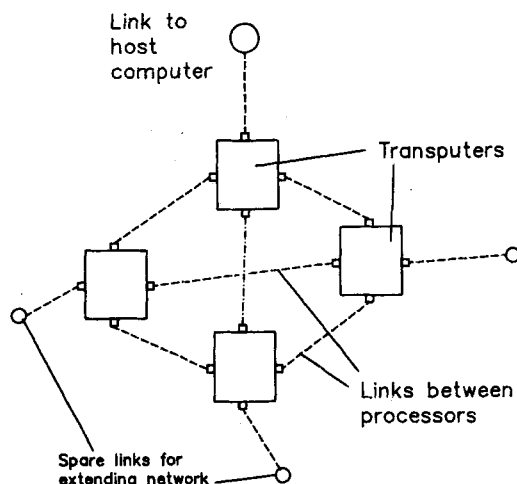 Link to
host
computer
Transputers
Links between
processors
Spare links for
extending network